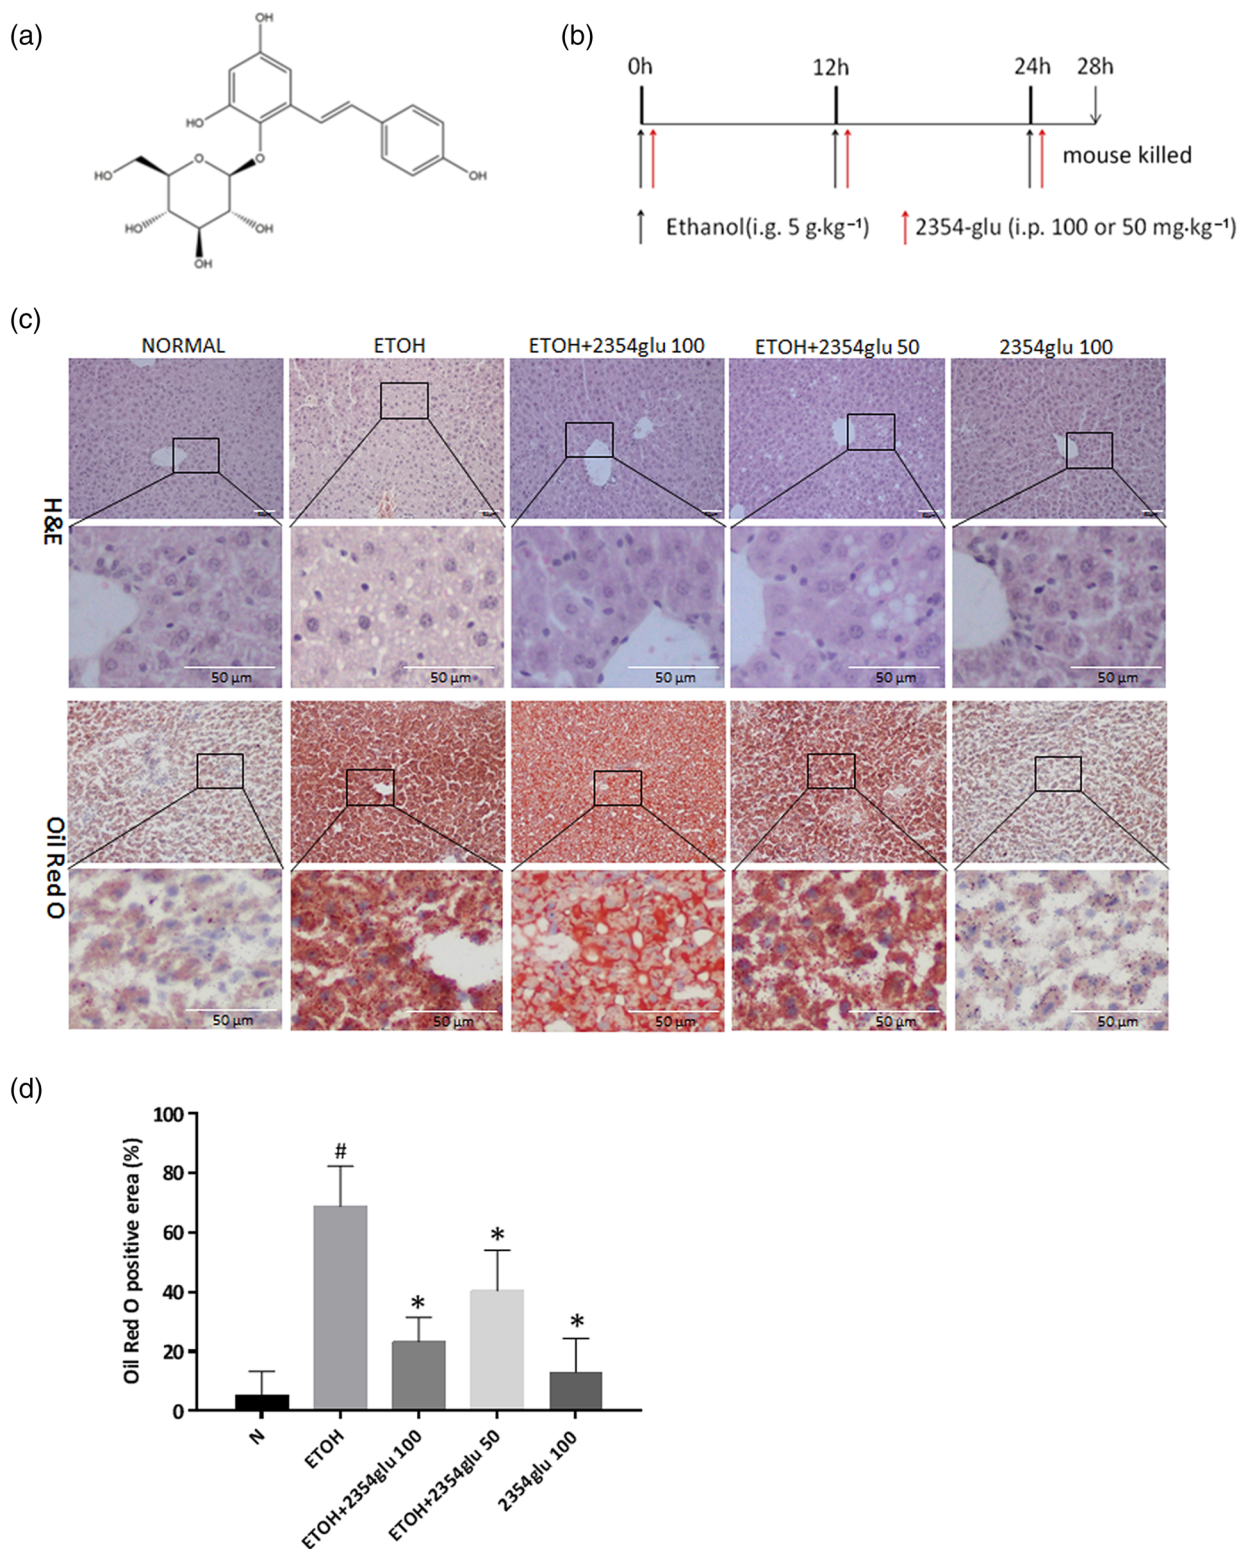 (a)
OH
HO
O
O
HO
OH
HO
OH
OH
(b)
0h 12h 24h 28h
mouse killed
Ethanol(i.g. 5 g·kg⁻¹) 2354-glu (i.p. 100 or 50 mg·kg⁻¹)
(c)
NORMAL ETOH ETOH+2354glu 100 ETOH+2354glu 50 2354glu 100
H&E
50 µm 50 µm 50 µm 50 µm 50 µm
Oil Red O
50 µm 50 µm 50 µm 50 µm 50 µm
(d)
Oil Red O positive erea (%)
100
80
60
40
20
0
#
*
*
*
N
ETOH
ETOH+2354glu 100
ETOH+2354glu 50
2354glu 100